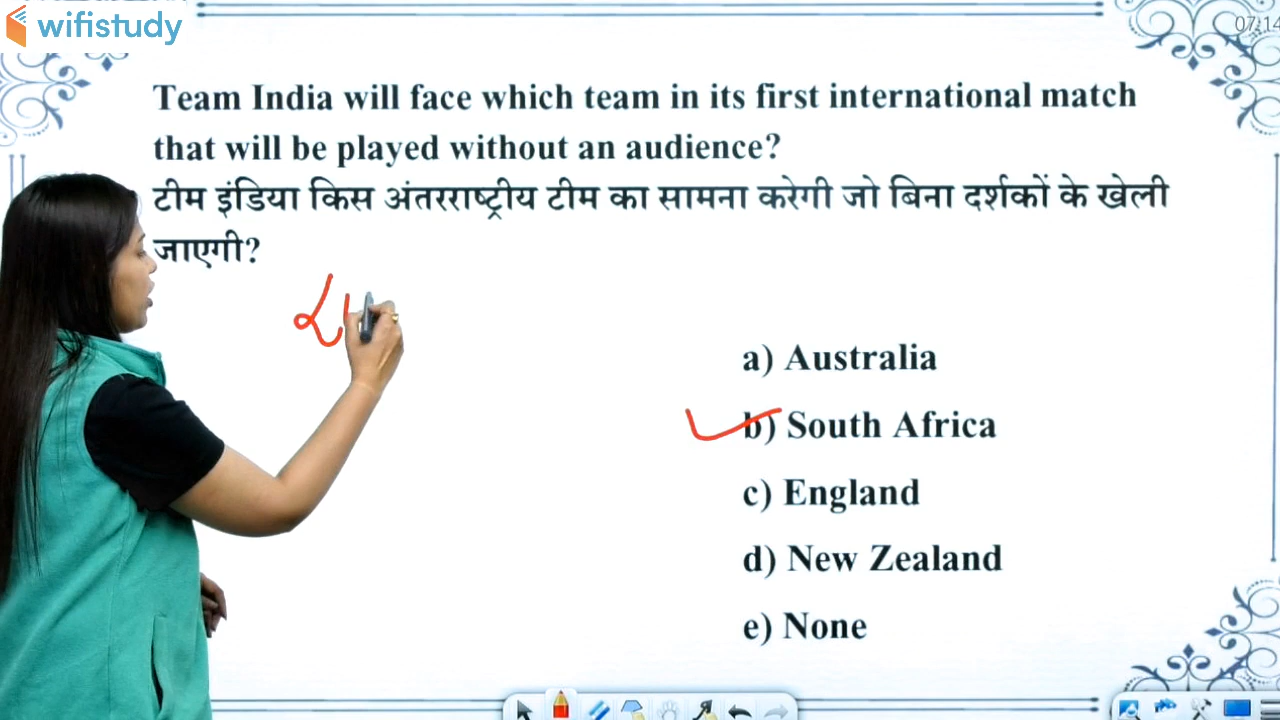 wifistudy
07:14
Team India will face which team in its first international match
that will be played without an audience?
टीम इंडिया किस अंतरराष्ट्रीय टीम का सामना करेगी जो बिना दर्शकों के खेली
जाएगी?
a) Australia
b) South Africa
c) England
d) New Zealand
e) None